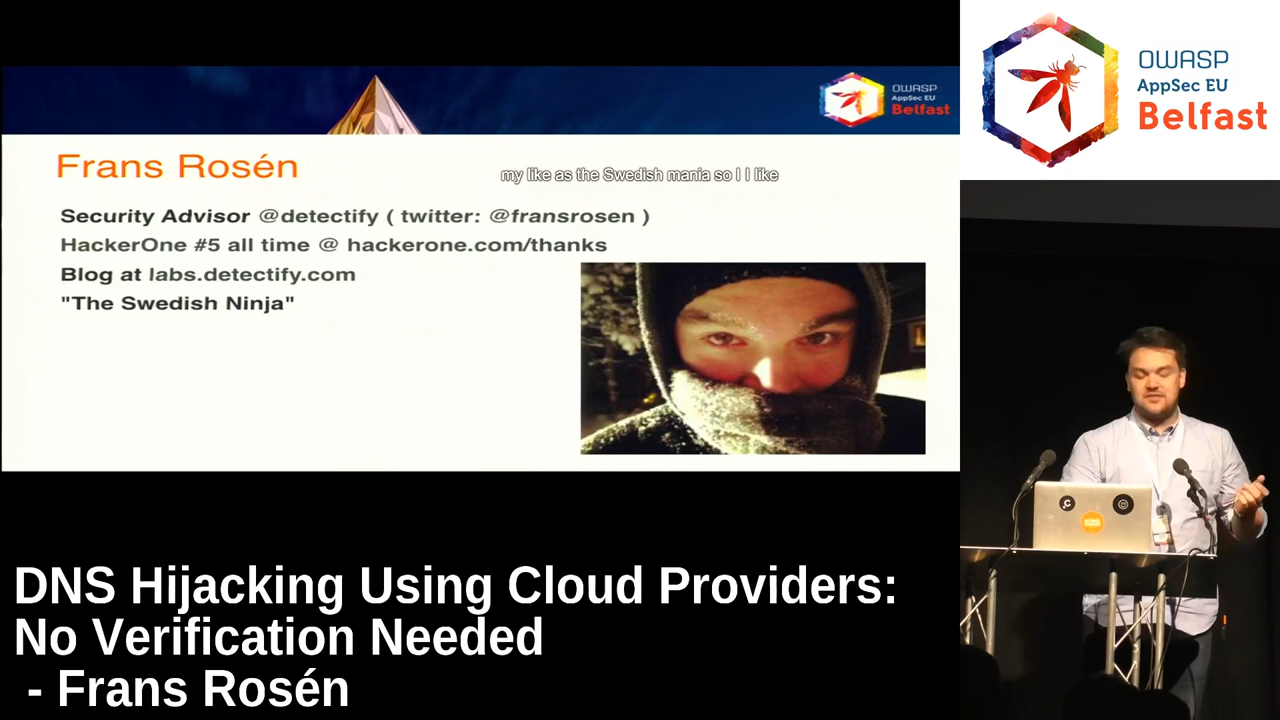 OWASP
AppSec EU
Belfast
OWASP
AppSec EU
Belfast
Frans Rosén
my like as the Swedish mania so I I like
Security Advisor @detectify ( twitter: @fransrosen )
HackerOne #5 all time @ hackerone.com/thanks
Blog at labs.detectify.com
"The Swedish Ninja"
DNS Hijacking Using Cloud Providers:
No Verification Needed
- Frans Rosén